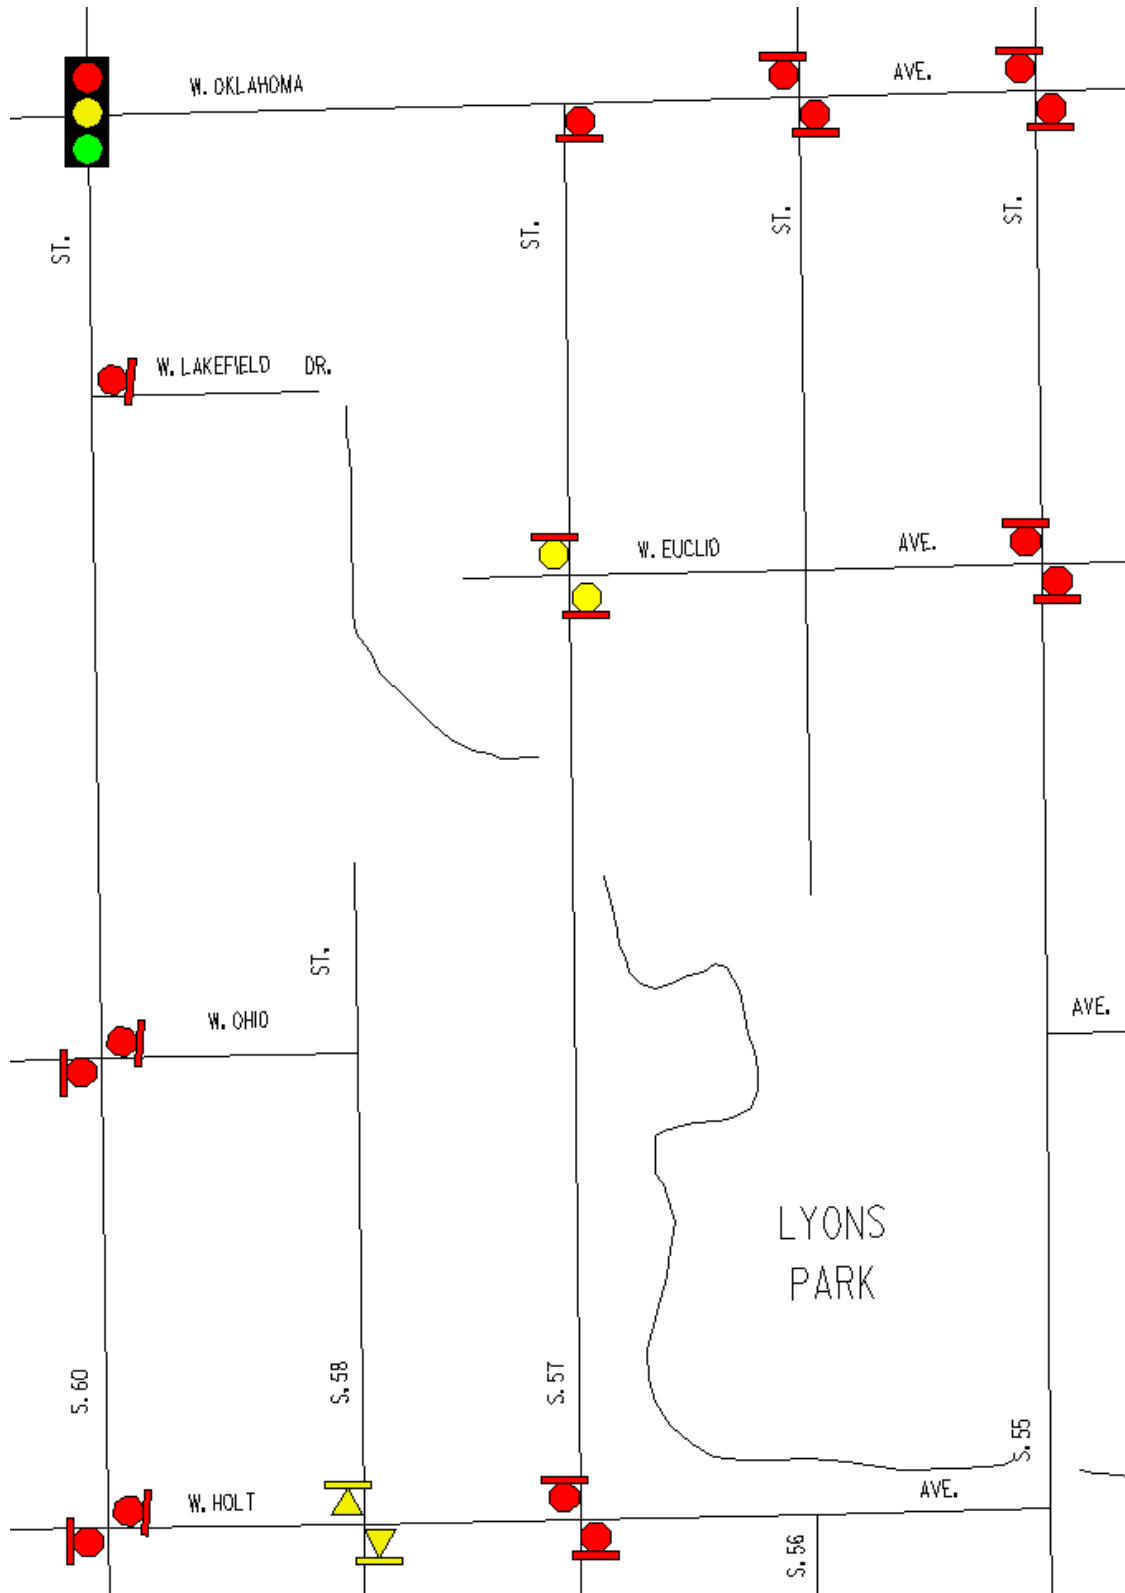 W. OKLAHOMA AVE.
ST.
ST.
ST.
ST.
W. LAKEFIELD DR.
W. EUCLID AVE.
ST.
W. OHIO AVE.
LYONS
PARK
S. 60
S. 58
S. 57
S. 55
W. HOLT AVE.
S. 56